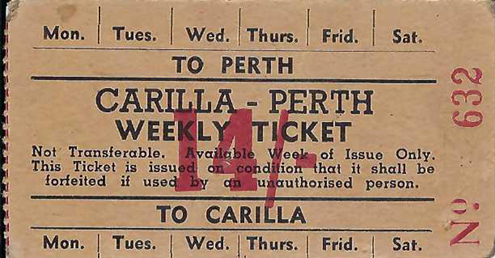 Mon. Tues. Wed. Thurs. Frid. Sat.
TO PERTH
CARILLA - PERTH
WEEKLY TICKET
14/-
Not Transferable. Available Week of Issue Only.
This Ticket is issued on condition that it shall be
forfeited if used by an unauthorised person.
TO CARILLA
Mon. Tues. Wed. Thurs. Frid. Sat.
No. 632